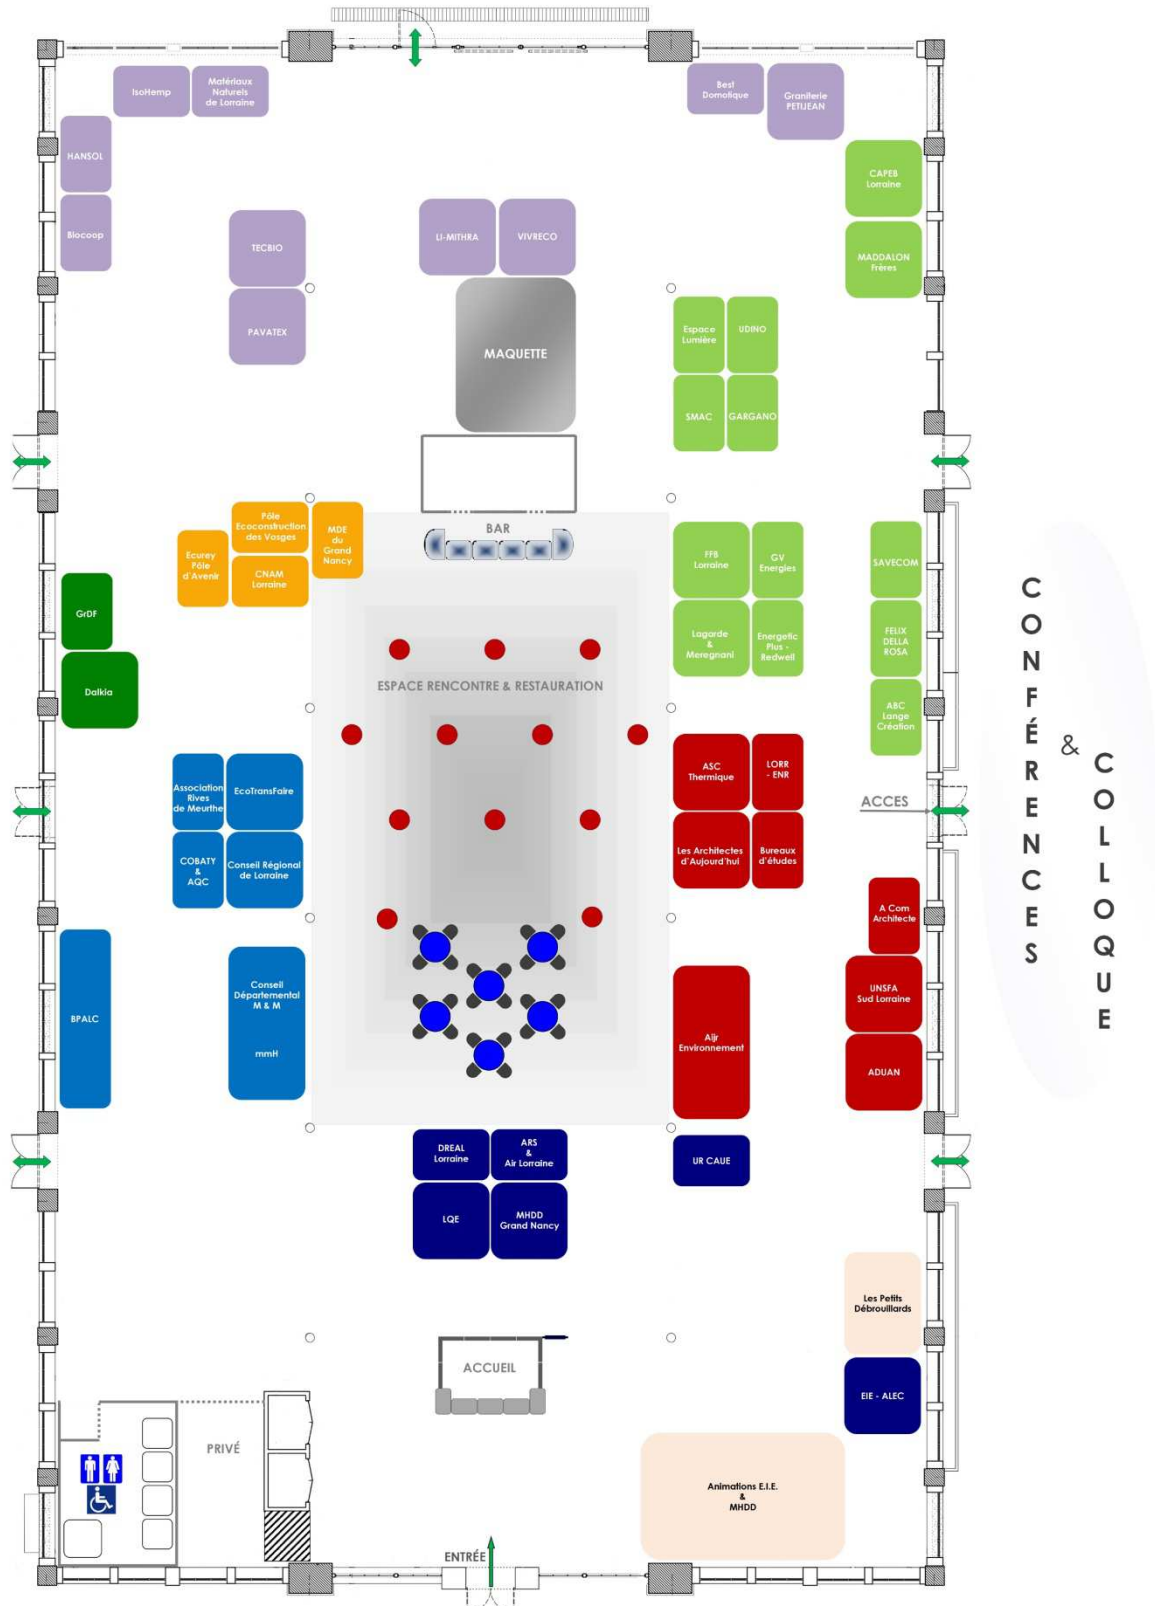 IsoHemp
Matériaux
Naturels
de Lorraine
Best
Domotique
Graniterie
PETITJEAN
HANSOL
Biocoop
CAPEB
Lorraine
MADDALON
Frères
TECBIO
PAVATEX
LI-MITHRA
VIVRECO
MAQUETTE
Espace
Lumière
UDINO
SMAC
GARGANO
Pôle
Ecoconstruction
des Vosges
MDE
du
Grand
Nancy
Ecurey
Pôle
d'Avenir
CNAM
Lorraine
BAR
FFB
Lorraine
GV
Energies
SAVECOM
GrDF
Dalkia
Lagarde
&
Meregnani
Energetic
Plus -
Redwell
FELIX
DELLA
ROSA
ABC
Lange
Création
ESPACE RENCONTRE & RESTAURATION
Association
Rives
de Meurthe
EcoTransFaire
COBATY
&
AQC
Conseil Régional
de Lorraine
ASC
Thermique
LORR
- ENR
Les Architectes
d'Aujourd'hui
Bureaux
d'études
ACCES
CONFÉRENCES
&
COLLOQUE
A Com
Architecte
UNSFA
Sud Lorraine
ADUAN
BPALC
Conseil
Départemental
M & M
mmH
Aijr
Environnement
DREAL
Lorraine
ARS
&
Air Lorraine
UR CAUE
LQE
MHDD
Grand Nancy
Les Petits
Débrouillards
EIE - ALEC
ACCUEIL
PRIVÉ
Animations E.I.E.
&
MHDD
ENTRÉE